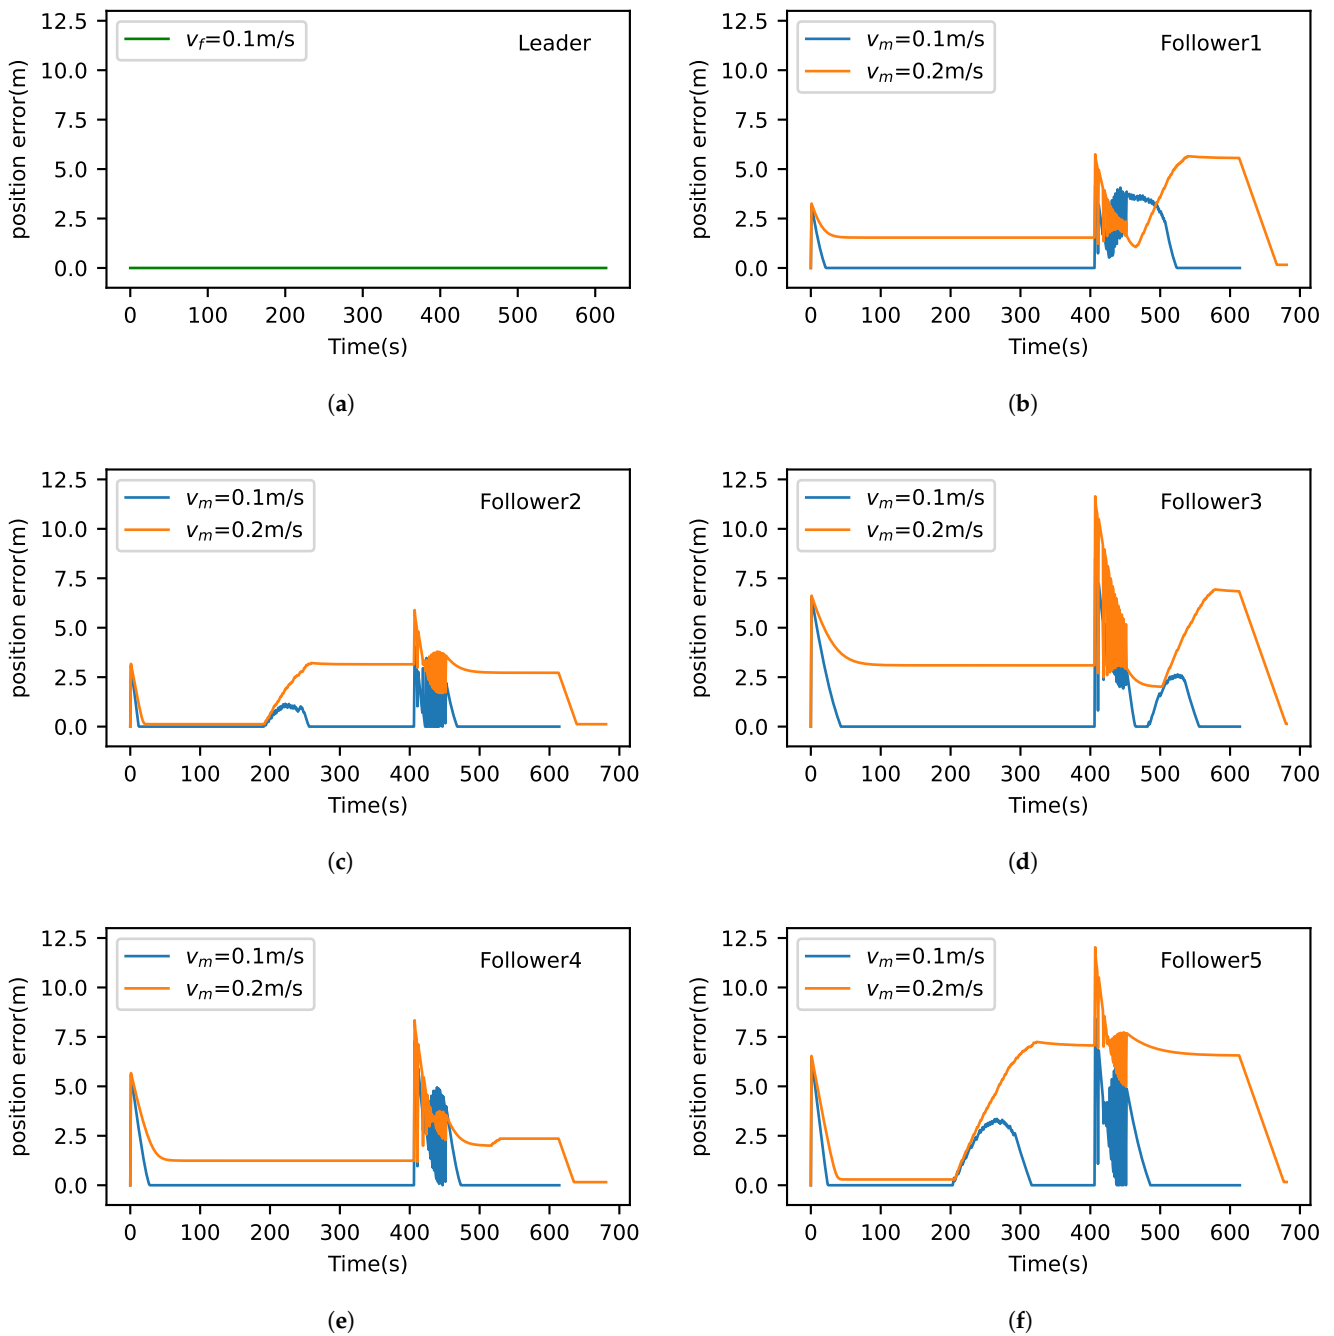 12.5
10.0
7.5
5.0
2.5
0.0
position error(m)
v_f=0.1m/s
Leader
0 100 200 300 400 500 600
Time(s)
(a)
12.5
10.0
7.5
5.0
2.5
0.0
position error(m)
v_m=0.1m/s
v_m=0.2m/s
Follower1
0 100 200 300 400 500 600 700
Time(s)
(b)
12.5
10.0
7.5
5.0
2.5
0.0
position error(m)
v_m=0.1m/s
v_m=0.2m/s
Follower2
0 100 200 300 400 500 600 700
Time(s)
(c)
12.5
10.0
7.5
5.0
2.5
0.0
position error(m)
v_m=0.1m/s
v_m=0.2m/s
Follower3
0 100 200 300 400 500 600 700
Time(s)
(d)
12.5
10.0
7.5
5.0
2.5
0.0
position error(m)
v_m=0.1m/s
v_m=0.2m/s
Follower4
0 100 200 300 400 500 600 700
Time(s)
(e)
12.5
10.0
7.5
5.0
2.5
0.0
position error(m)
v_m=0.1m/s
v_m=0.2m/s
Follower5
0 100 200 300 400 500 600 700
Time(s)
(f)